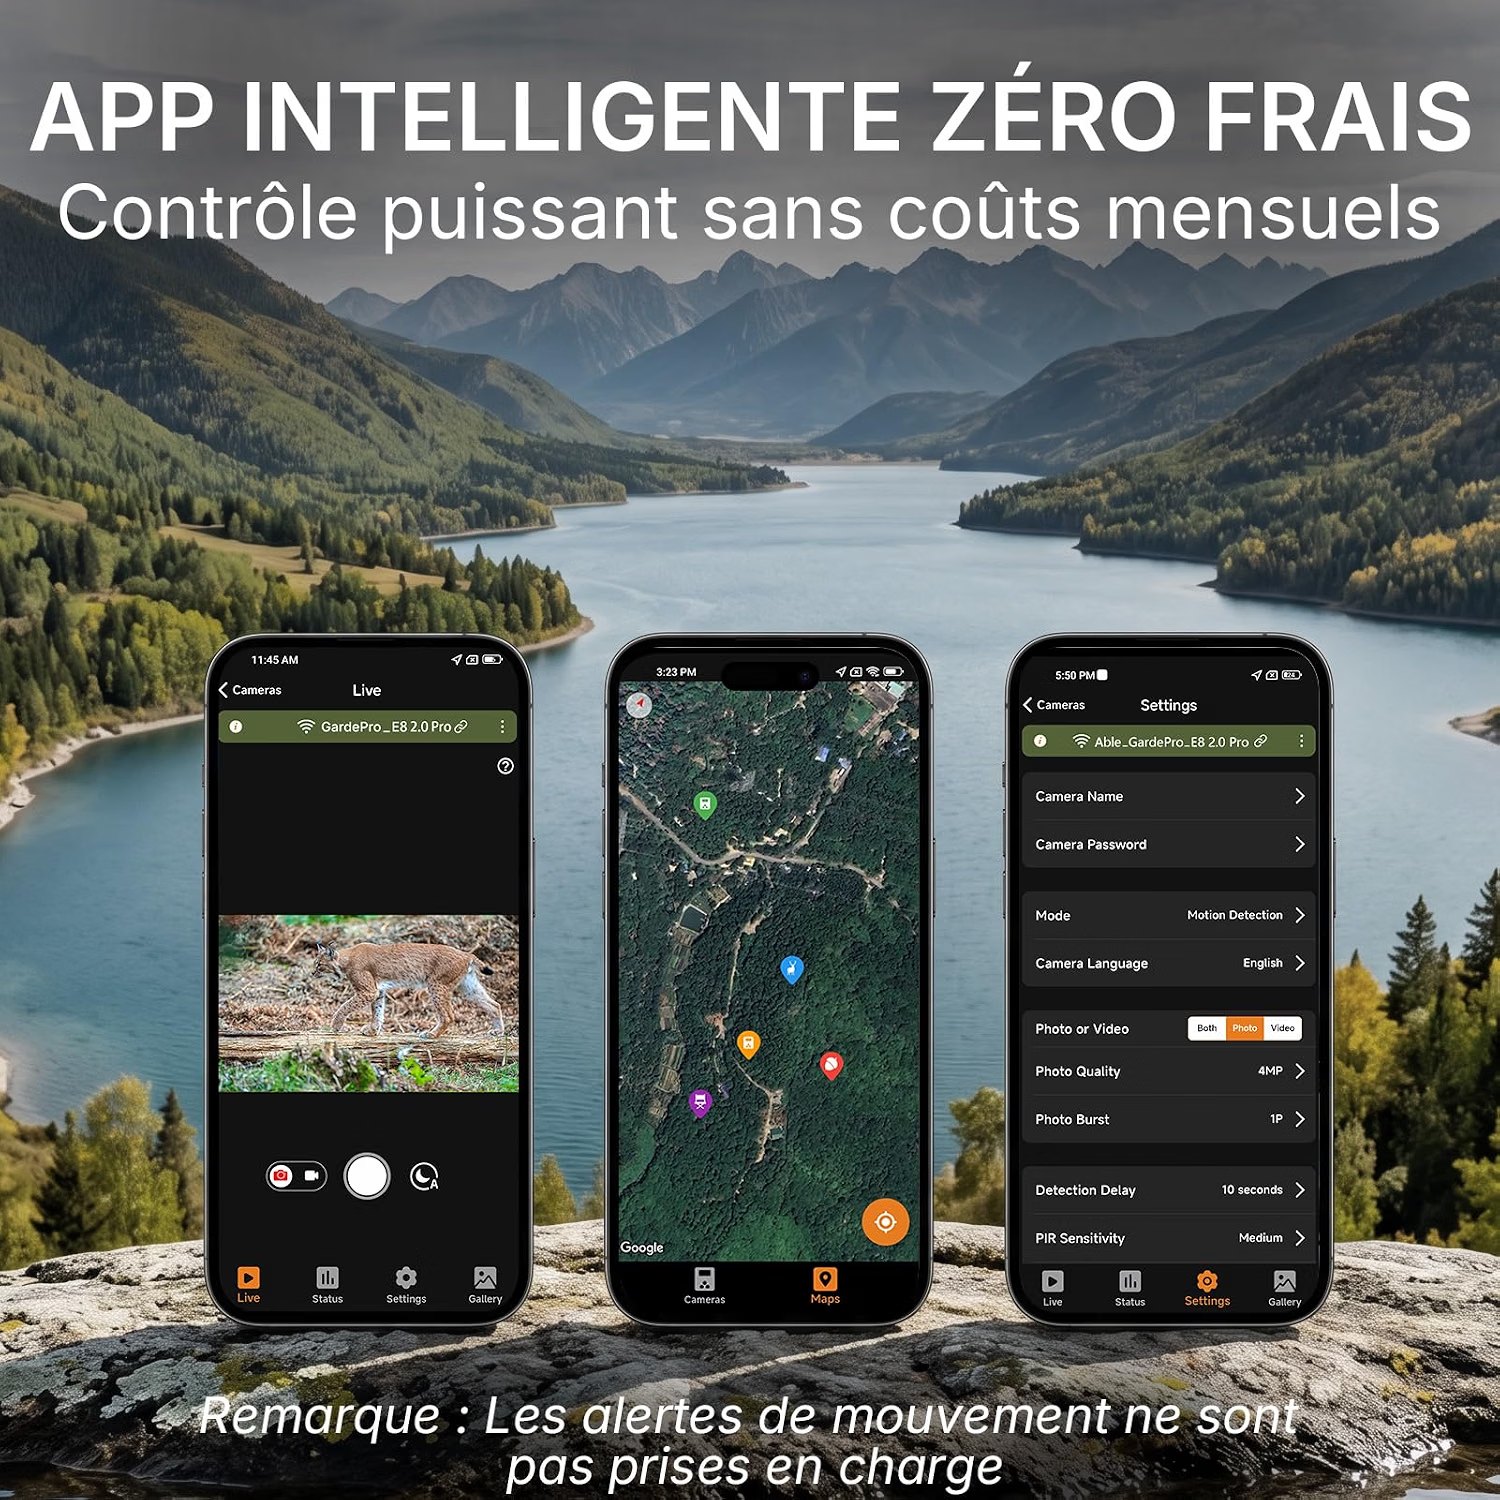 APP INTELLIGENTE ZÉRO FRAIS
Contrôle puissant sans coûts mensuels
11:45 AM
Cameras
Live
GardePro_E8 2.0 Pro
A
Live
Status
Settings
Gallery
3:23 PM
Google
Cameras
Maps
5:50 PM
Cameras
Settings
Able_GardePro_E8 2.0 Pro
Camera Name
Camera Password
Mode
Motion Detection
Camera Language
English
Photo or Video
Both
Photo
Video
Photo Quality
4MP
Photo Burst
1P
Detection Delay
10 seconds
PIR Sensitivity
Medium
Live
Status
Settings
Gallery
Remarque : Les alertes de mouvement ne sont
pas prises en charge